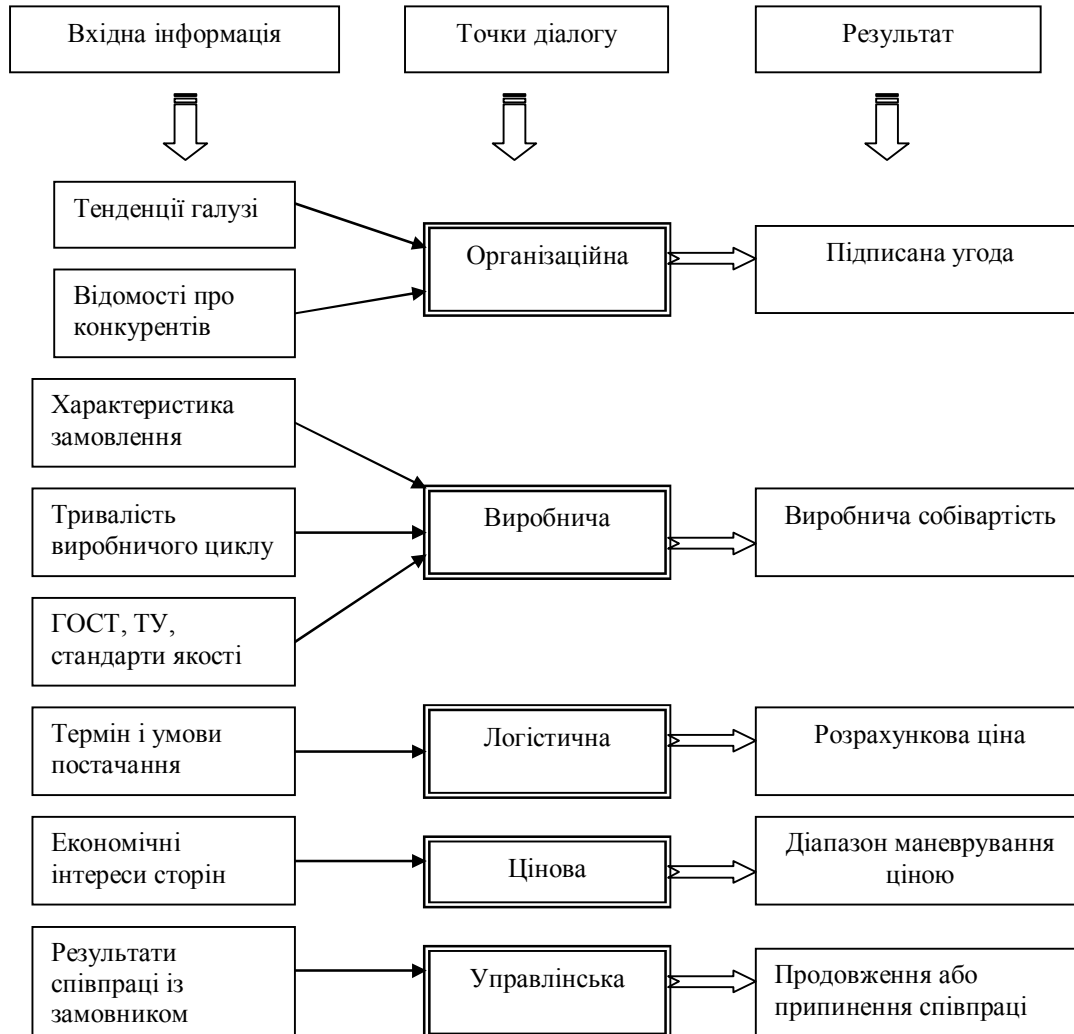 Вхідна інформація
Точки діалогу
Результат
Тенденції галузі
Організаційна
Підписана угода
Відомості про
конкурентів
Характеристика
замовлення
Тривалість
виробничого циклу
Виробнича
Виробнича собівартість
ГОСТ, ТУ,
стандарти якості
Термін і умови
постачання
Логістична
Розрахункова ціна
Економічні
інтереси сторін
Цінова
Діапазон маневрування
ціною
Результати
співпраці із
замовником
Управлінська
Продовження або
припинення співпраці